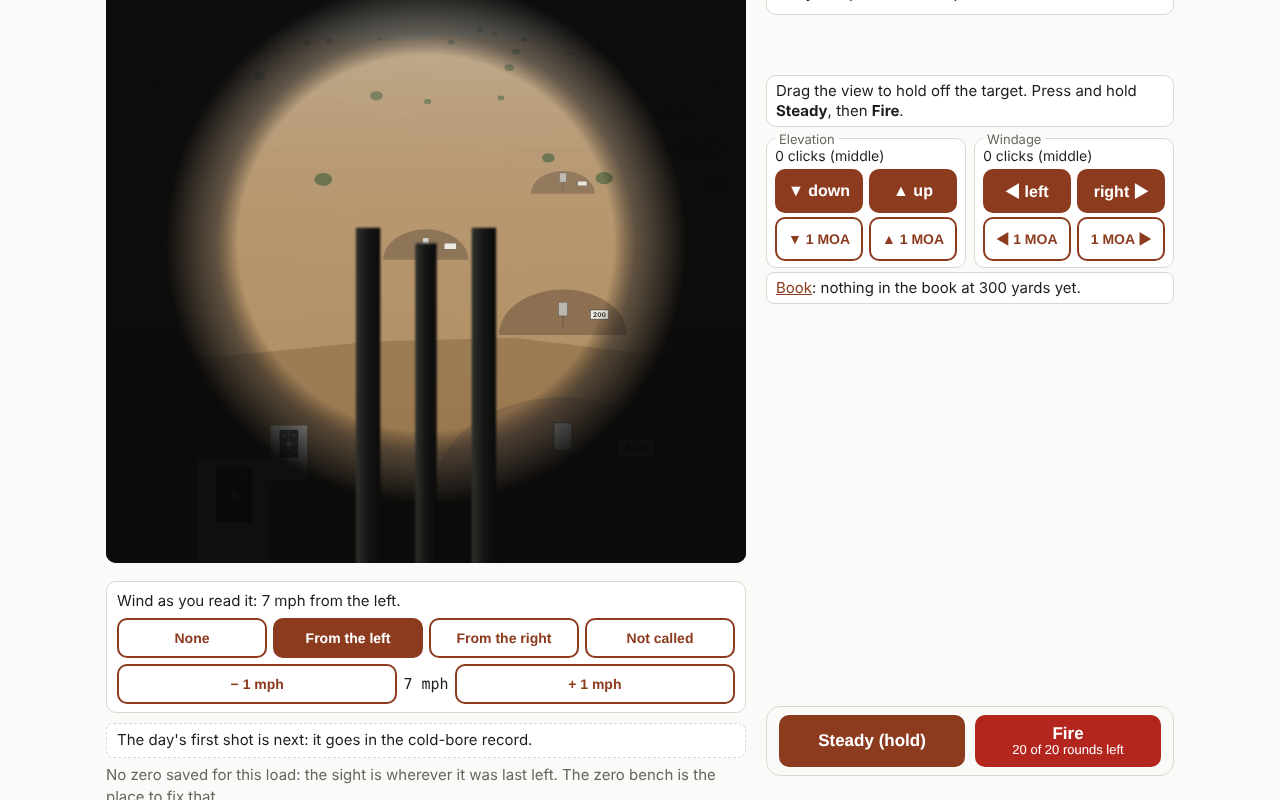 200
100
Wind as you read it: 7 mph from the left.
None
From the left
From the right
Not called
− 1 mph
7 mph
+ 1 mph
The day's first shot is next: it goes in the cold-bore record.
No zero saved for this load: the sight is wherever it was last left. The zero bench is the
place to fix that.
Drag the view to hold off the target. Press and hold
Steady, then Fire.
Elevation
0 clicks (middle)
▼ down
▲ up
▼ 1 MOA
▲ 1 MOA
Windage
0 clicks (middle)
◀ left
right ▶
◀ 1 MOA
1 MOA ▶
Book: nothing in the book at 300 yards yet.
Steady (hold)
Fire
20 of 20 rounds left